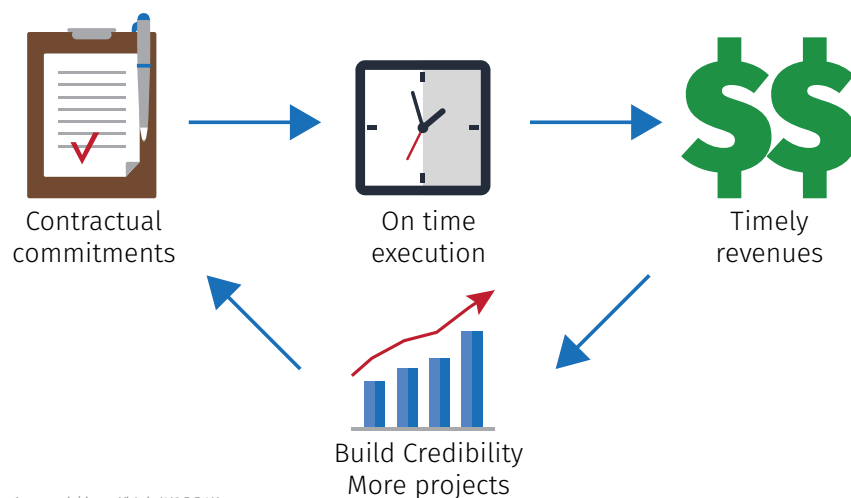 Contractual
commitments
On time
execution
Timely
revenues
Build Credibility
More projects